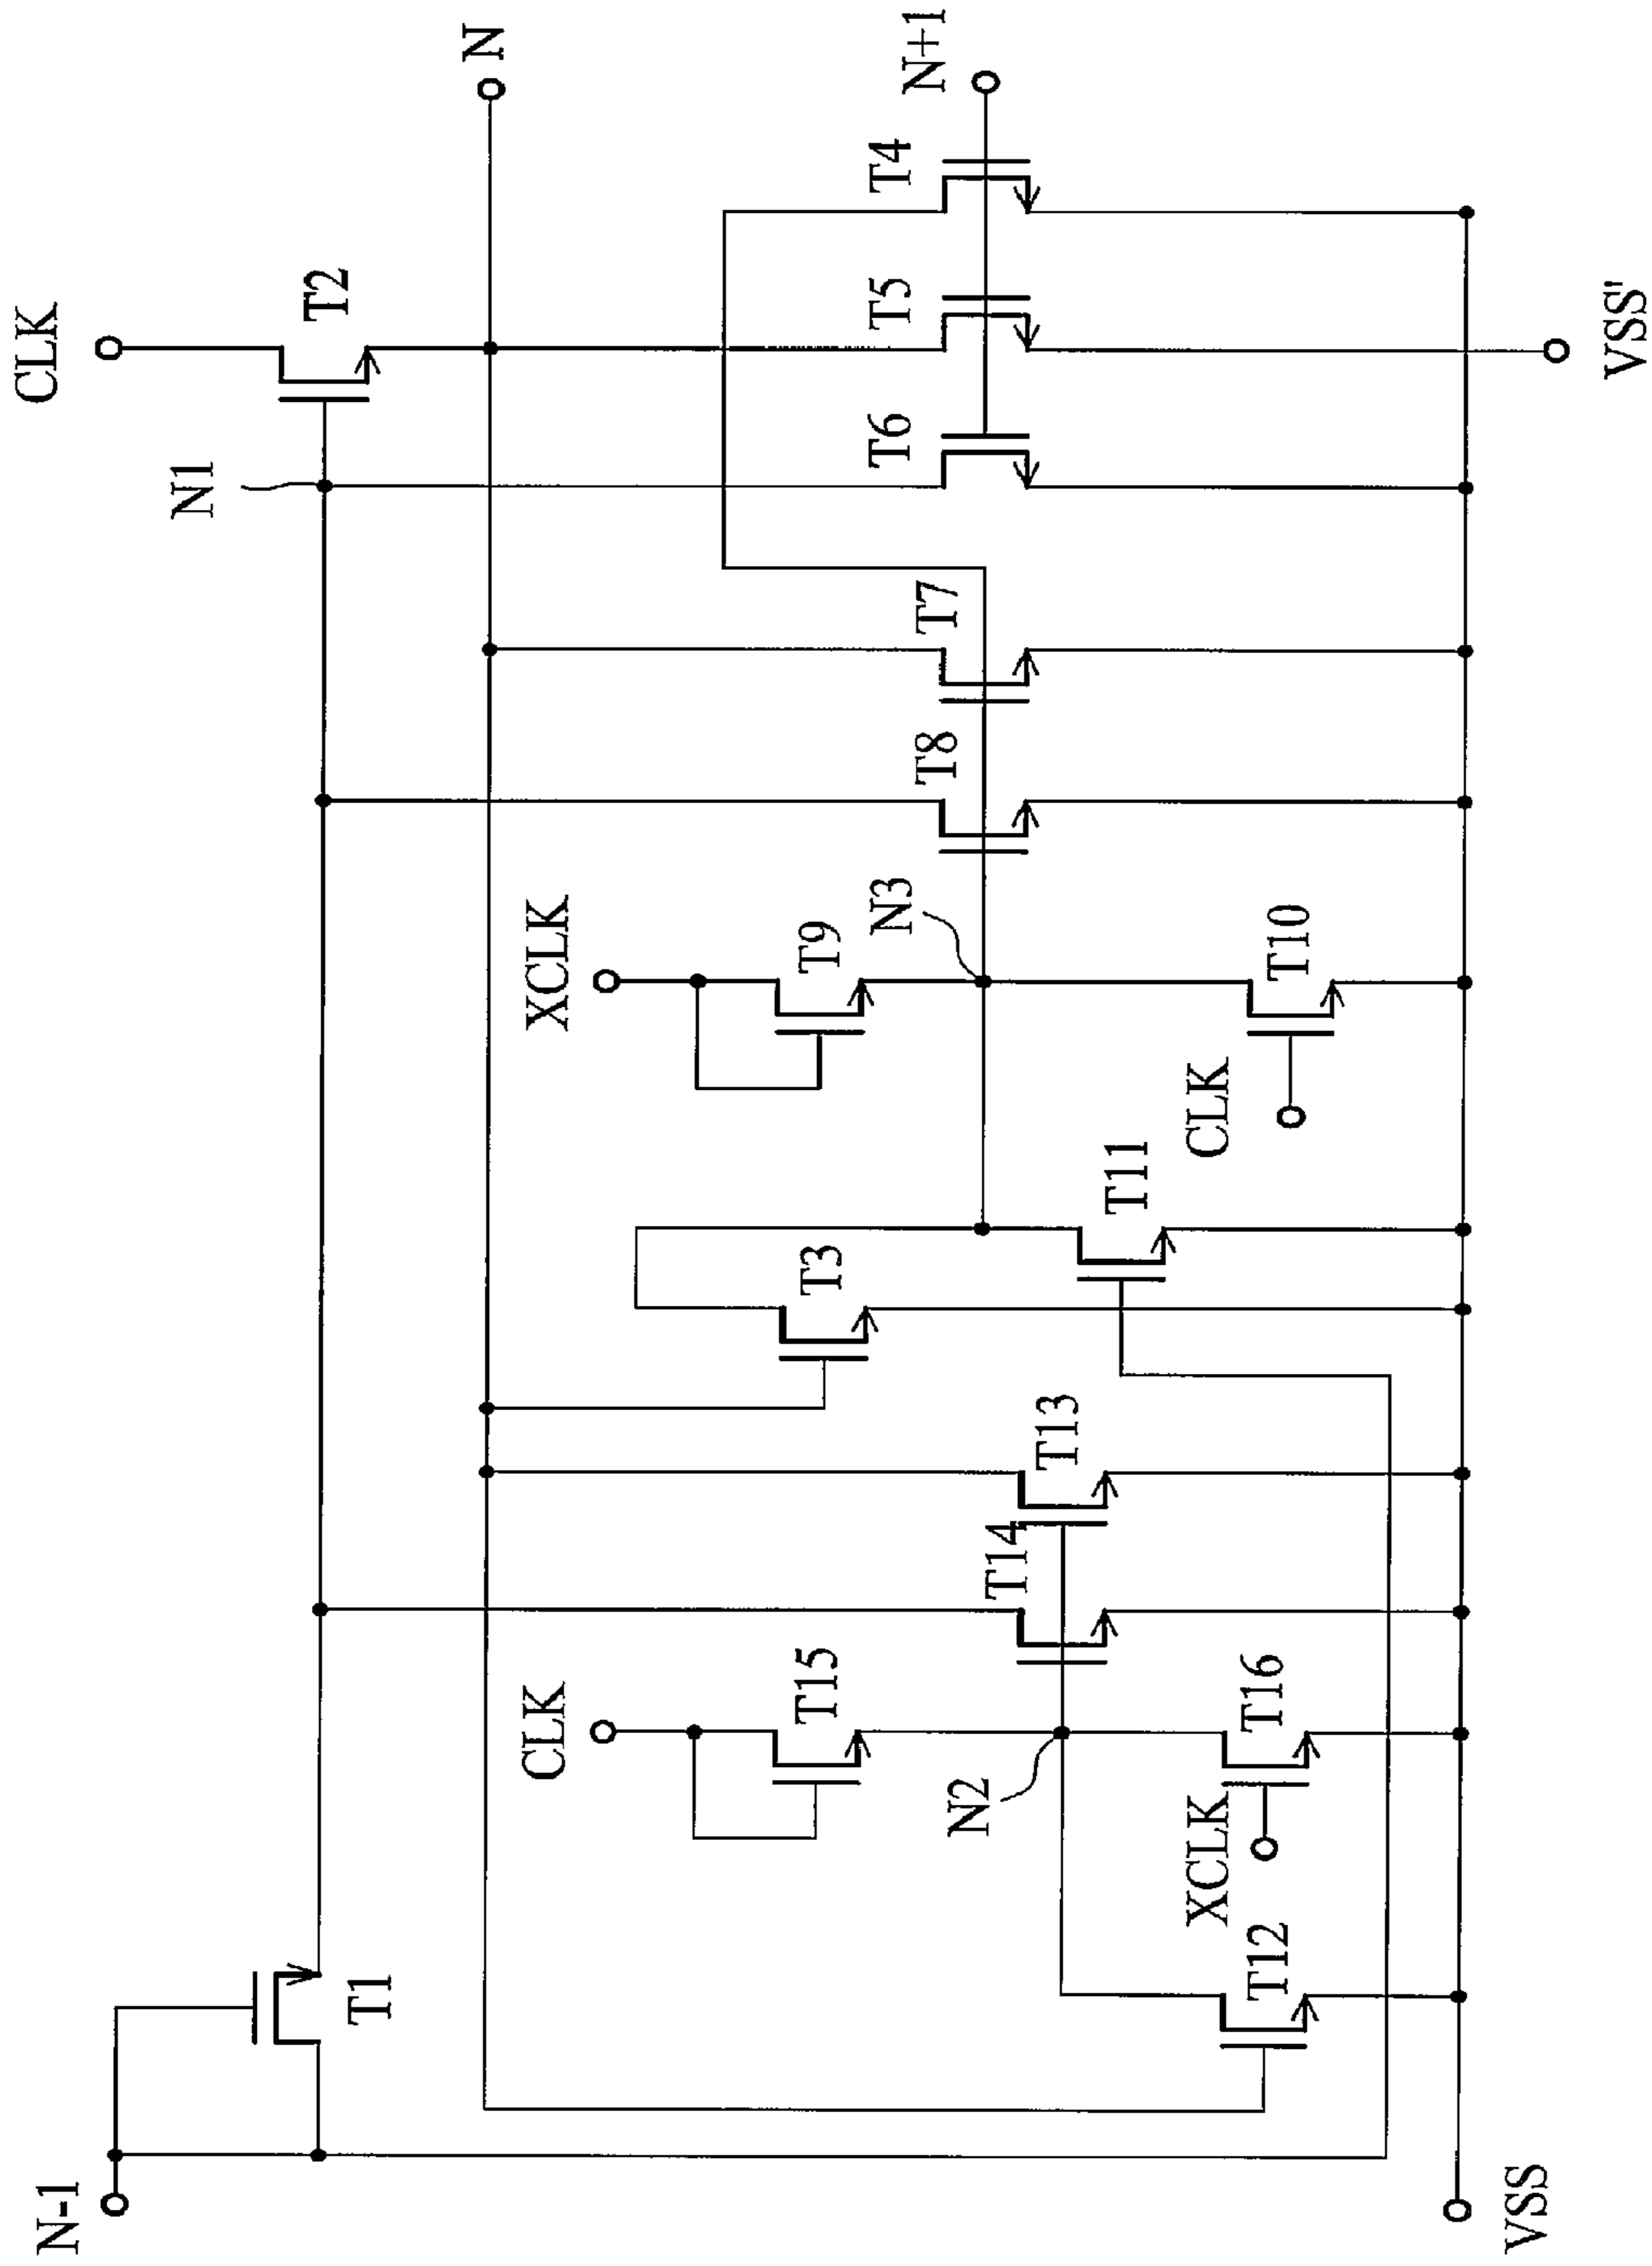 N-1
T1
N1
CLK
T2
N
CLK
T15
N2
XCLK
T16
T12
T14
T13
T3
T11
XCLK
T9
N3
CLK
T10
T8
T7
T6
T5
T4
N+1
VSS
VSS'